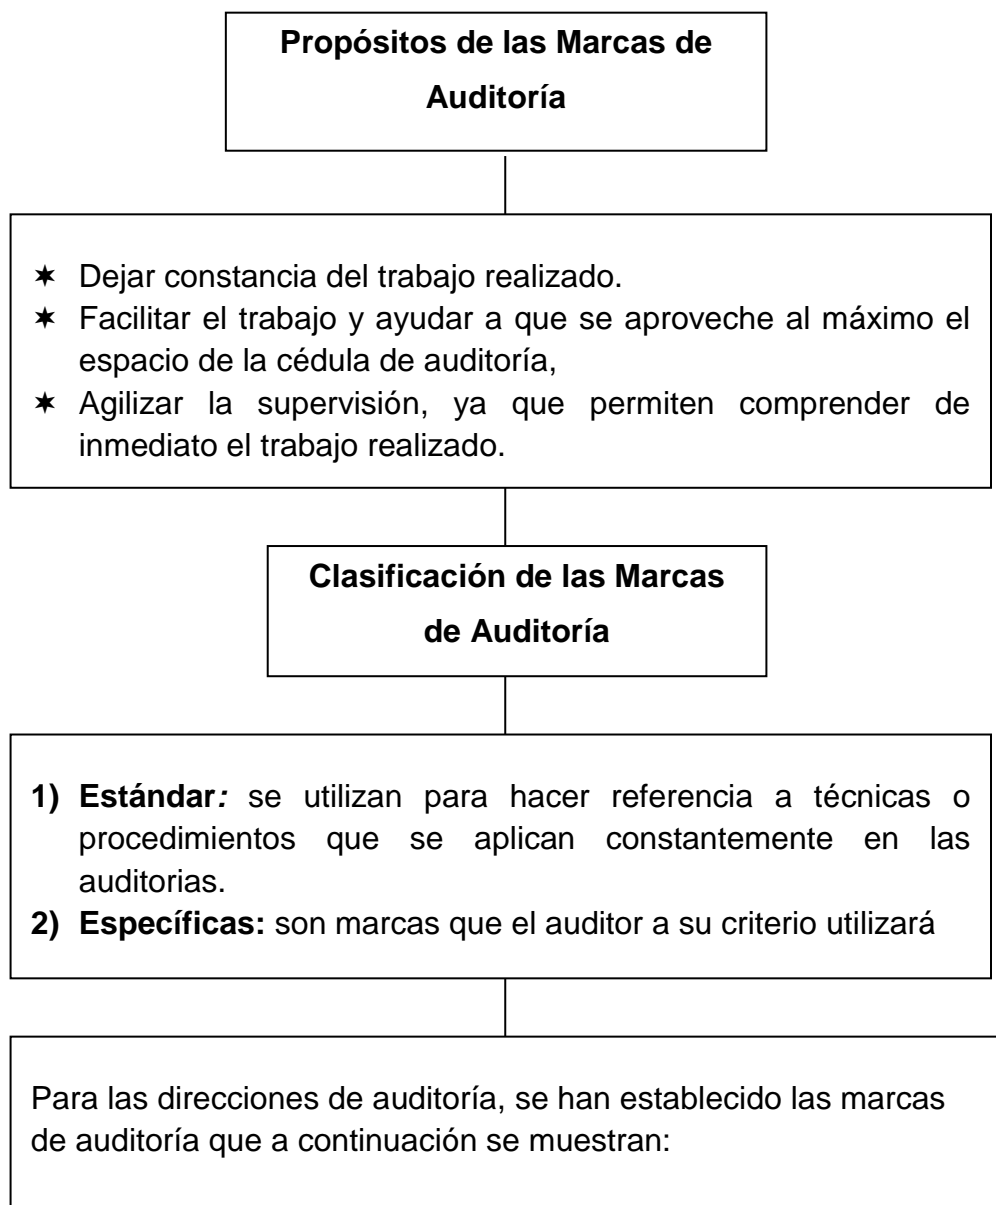 Propósitos de las Marcas de
Auditoría
✶ Dejar constancia del trabajo realizado.
✶ Facilitar el trabajo y ayudar a que se aproveche al máximo el
espacio de la cédula de auditoría,
✶ Agilizar la supervisión, ya que permiten comprender de
inmediato el trabajo realizado.
Clasificación de las Marcas
de Auditoría
1) Estándar: se utilizan para hacer referencia a técnicas o
procedimientos que se aplican constantemente en las
auditorias.
2) Específicas: son marcas que el auditor a su criterio utilizará
Para las direcciones de auditoría, se han establecido las marcas
de auditoría que a continuación se muestran: